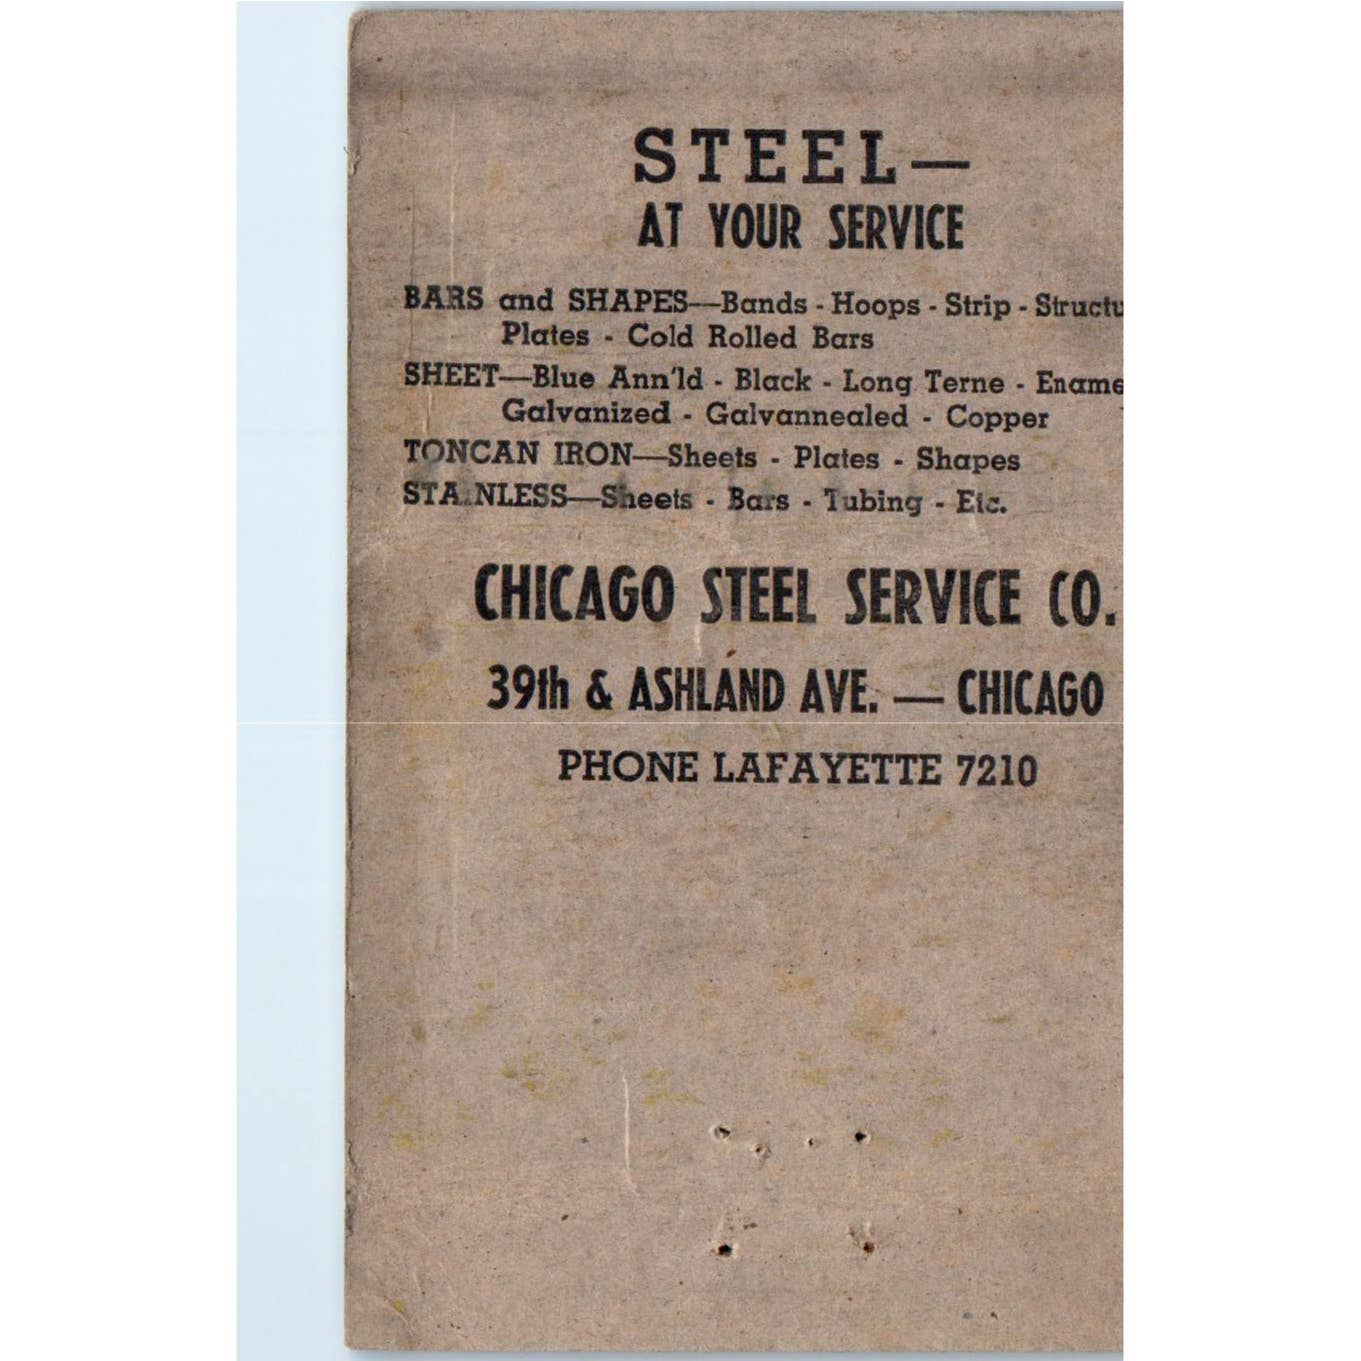 STEEL—
AT YOUR SERVICE
BARS and SHAPES—Bands - Hoops - Strip - Structu
Plates - Cold Rolled Bars
SHEET—Blue Ann'ld - Black - Long Terne - Ename
Galvanized - Galvannealed - Copper
TONCAN IRON—Sheets - Plates - Shapes
STAINLESS—Sheets - Bars - Tubing - Etc.
CHICAGO STEEL SERVICE CO.
39th & ASHLAND AVE. — CHICAGO
PHONE LAFAYETTE 7210